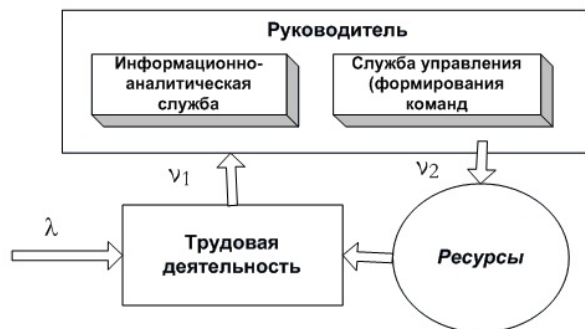 Руководитель
Информационно-
аналитическая
служба
Служба управления
(формирования
команд
ν1
ν2
λ
Трудовая
деятельность
Ресурсы